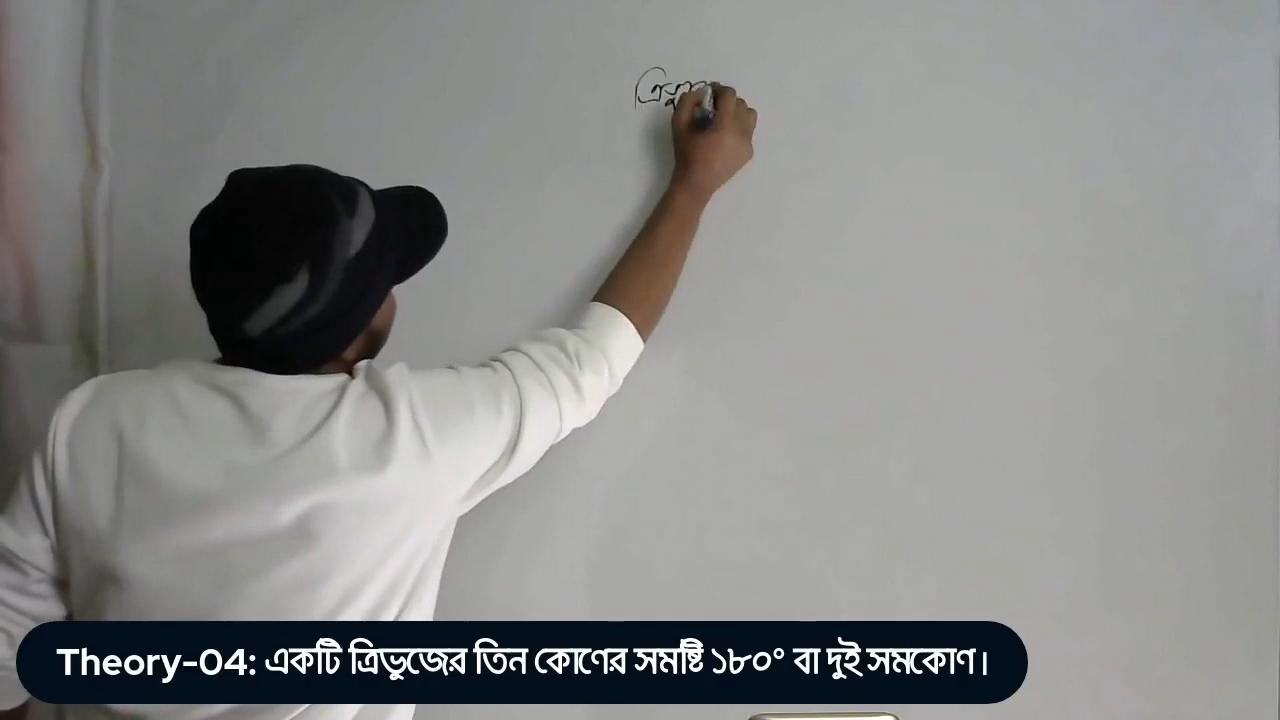 ত্রিভু
Theory-04: একটি ত্রিভুজের তিন কোণের সমষ্টি ১৮০° বা দুই সমকোণ।